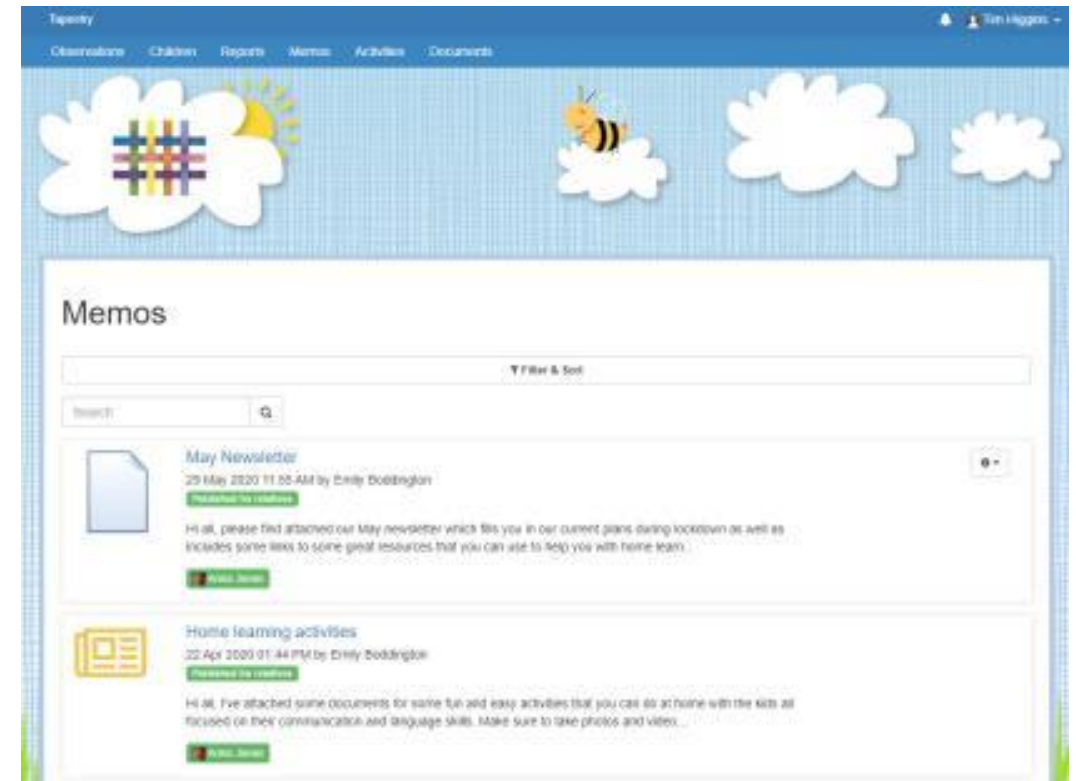 Tapestry
Tim Higgins
Observations Children Reports Memos Activities Documents
Memos
Filter & Sort
Search
May Newsletter
29 May 2020 11:55 AM by Emily Boddington
Published for relatives
Hi all, please find attached our May newsletter which fills you in our current plans during lockdown as well as
includes some links to some great resources that you can use to help you with home learn...
Home learning activities
22 Apr 2020 01:44 PM by Emily Boddington
Published for relatives
Hi all, I've attached some documents for some fun and easy activities that you can do at home with the kids all
focused on their communication and language skills. Make sure to take photos and video...